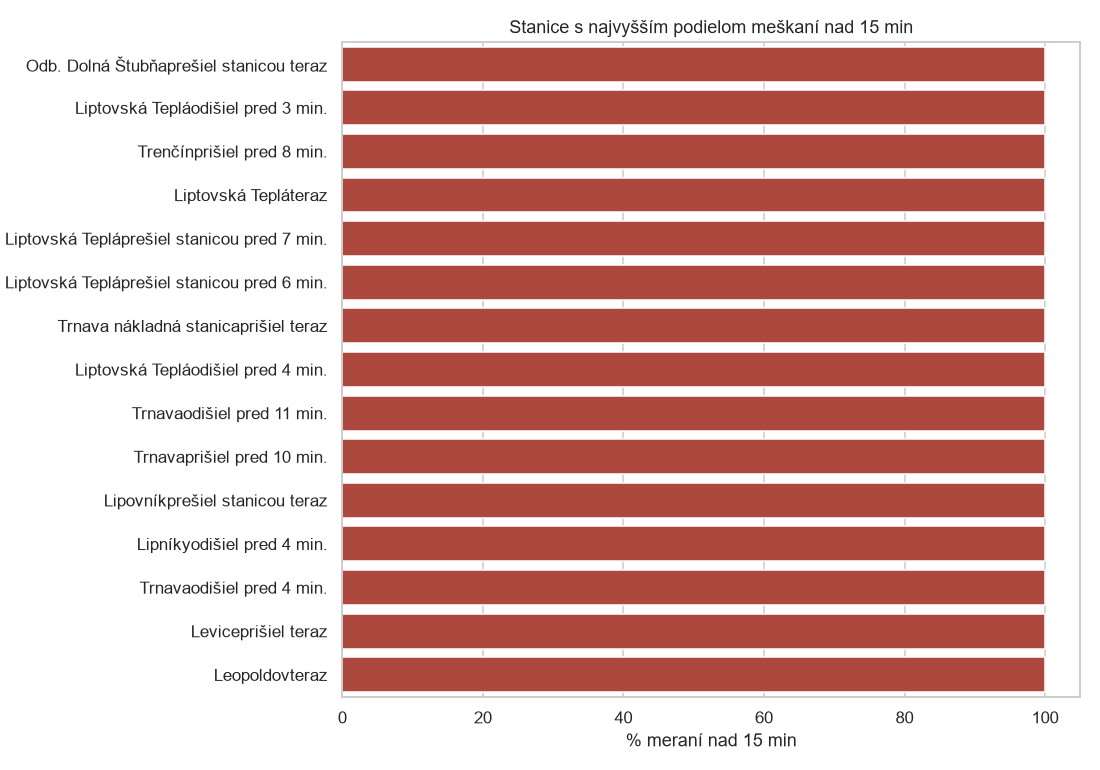 Stanice s najvyšším podielom meškaní nad 15 min
Odb. Dolná Štubňaprešiel stanicou teraz
Liptovská Tepláodišiel pred 3 min.
Trenčínprišiel pred 8 min.
Liptovská Tepláteraz
Liptovská Tepláprešiel stanicou pred 7 min.
Liptovská Tepláprešiel stanicou pred 6 min.
Trnava nákladná stanicaprišiel teraz
Liptovská Tepláodišiel pred 4 min.
Trnavaodišiel pred 11 min.
Trnavaprišiel pred 10 min.
Lipovníkprešiel stanicou teraz
Lipníkyodišiel pred 4 min.
Trnavaodišiel pred 4 min.
Leviceprišiel teraz
Leopoldovteraz
0 20 40 60 80 100
% meraní nad 15 min